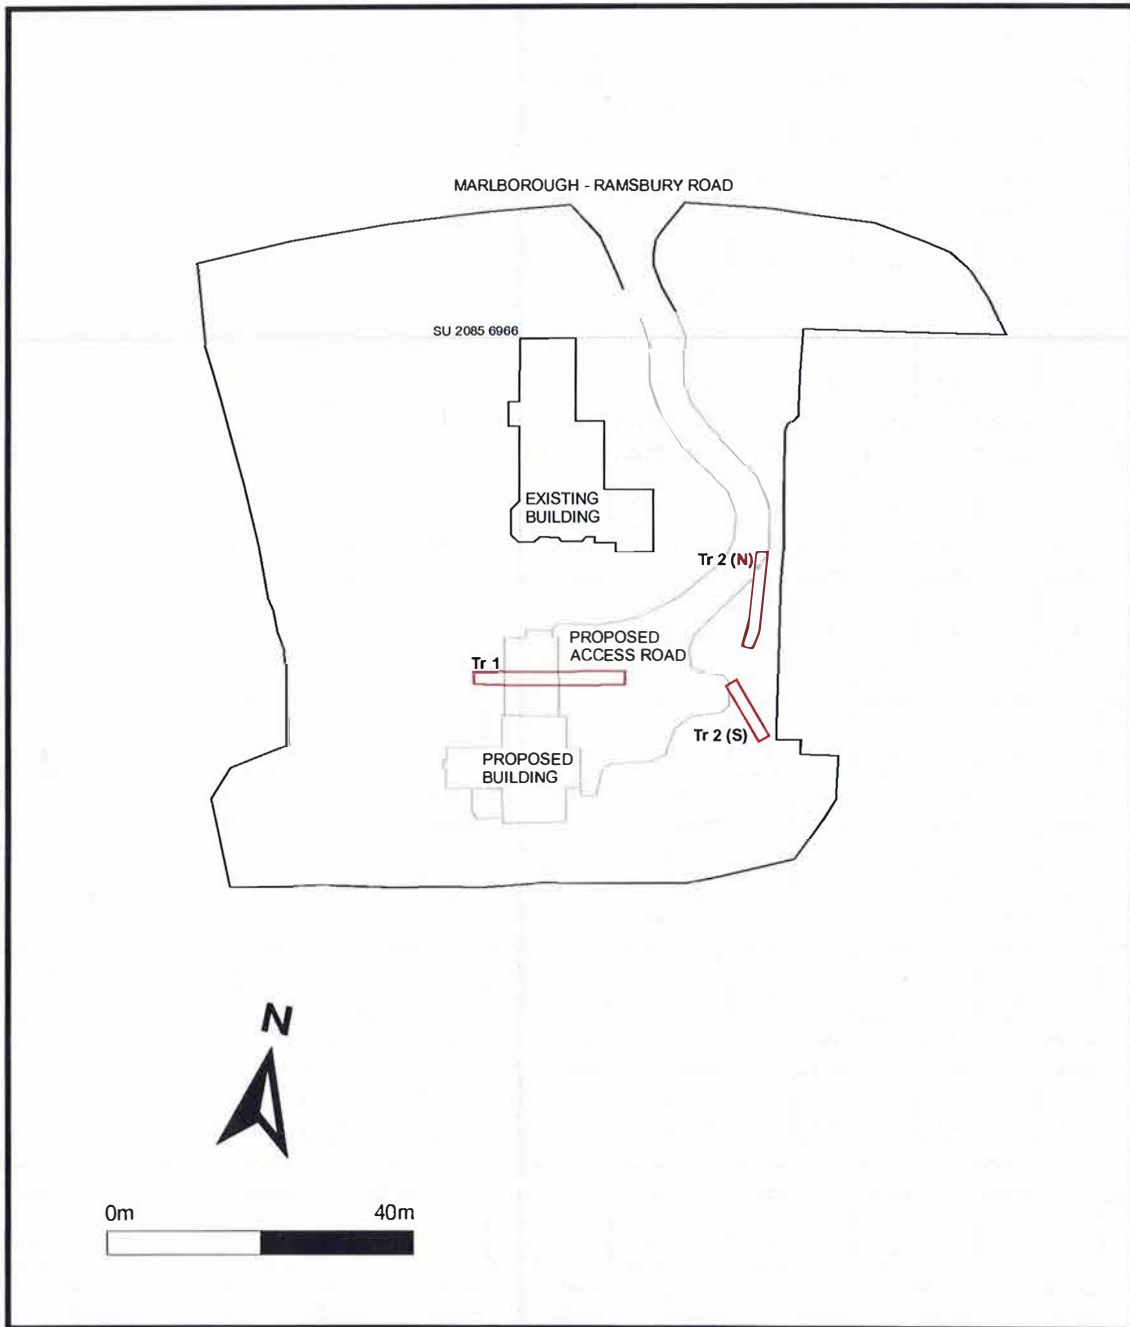 MARLBOROUGH - RAMSBURY ROAD
SU 2085 6966
EXISTING
BUILDING
Tr 2 (N)
PROPOSED
ACCESS ROAD
Tr 1
Tr 2 (S)
PROPOSED
BUILDING
N
0m
40m